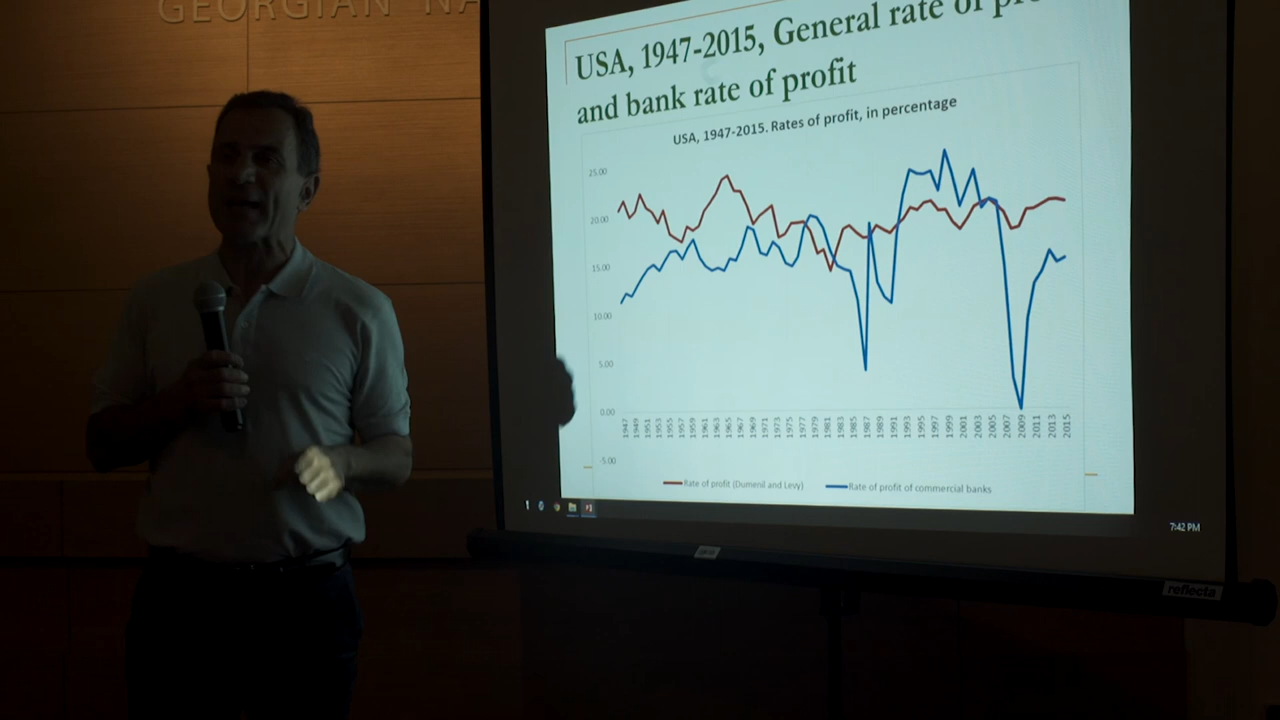 GEORGIAN NA
USA, 1947-2015, General rate of pro
and bank rate of profit
USA, 1947-2015. Rates of profit, in percentage
25.00
20.00
15.00
10.00
5.00
0.00
-5.00
1947 1949 1951 1953 1955 1957 1959 1961 1963 1965 1967 1969 1971 1973 1975 1977 1979 1981 1983 1985 1987 1989 1991 1993 1995 1997 1999 2001 2003 2005 2007 2009 2011 2013 2015
Rate of profit (Dumenil and Levy) Rate of profit of commercial banks
7:42 PM
reflecta